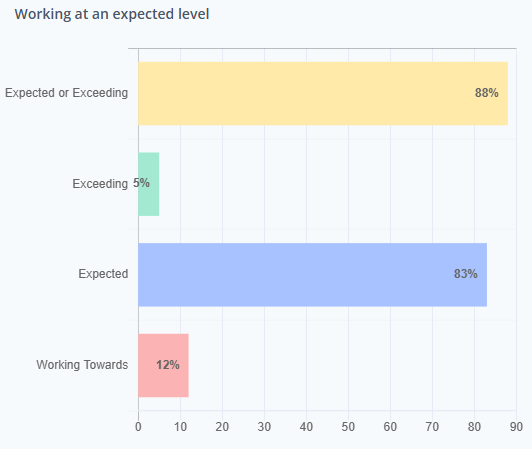 Working at an expected level
Expected or Exceeding
88%
Exceeding
5%
Expected
83%
Working Towards
12%
0 10 20 30 40 50 60 70 80 90